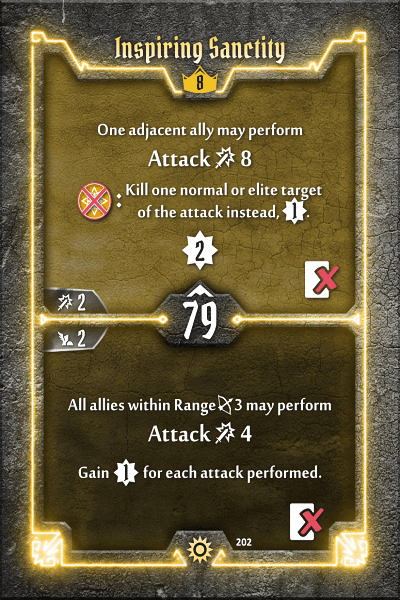 Inspiring Sanctity
8
One adjacent ally may perform
Attack 8
: Kill one normal or elite target
of the attack instead, 1.
2
2
79
2
All allies within Range 3 may perform
Attack 4
Gain 1 for each attack performed.
202